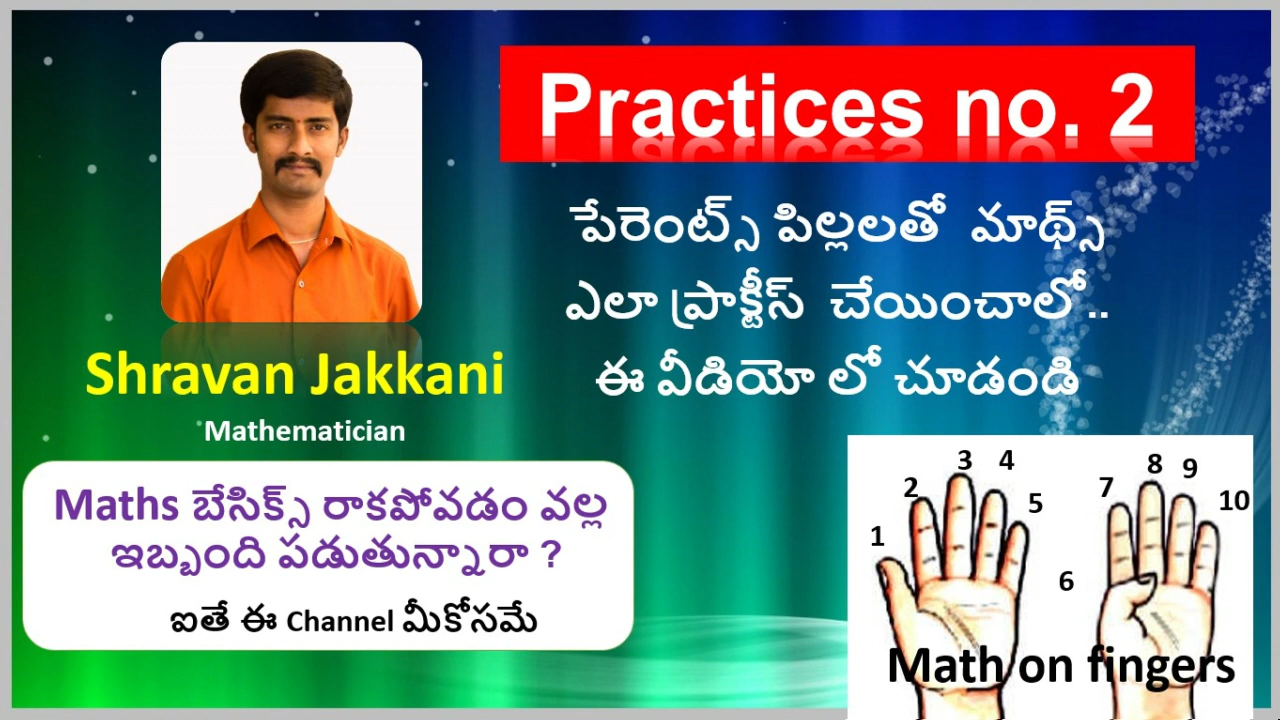 Practices no. 2
పేరెంట్స్ పిల్లలతో మాథ్స్
ఎలా ప్రాక్టీస్ చేయించాలో..
ఈ వీడియో లో చూడండి
Shravan Jakkani
Mathematician
Maths బేసిక్స్ రాకపోవడం వల్ల
ఇబ్బంది పడుతున్నారా ?
ఐతే ఈ Channel మీకోసమే
1 2 3 4 5
6 7 8 9 10
Math on fingers